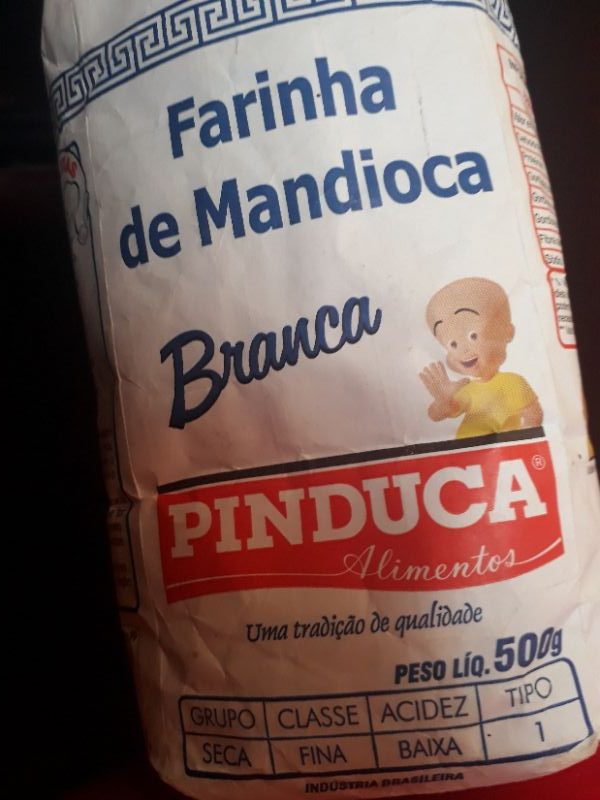 Farinha
de Mandioca
Branca
PINDUCA®
Alimentos
Uma tradição de qualidade
PESO LÍQ. 500g
GRUPO CLASSE ACIDEZ TIPO
SECA FINA BAIXA 1
INDÚSTRIA BRASILEIRA